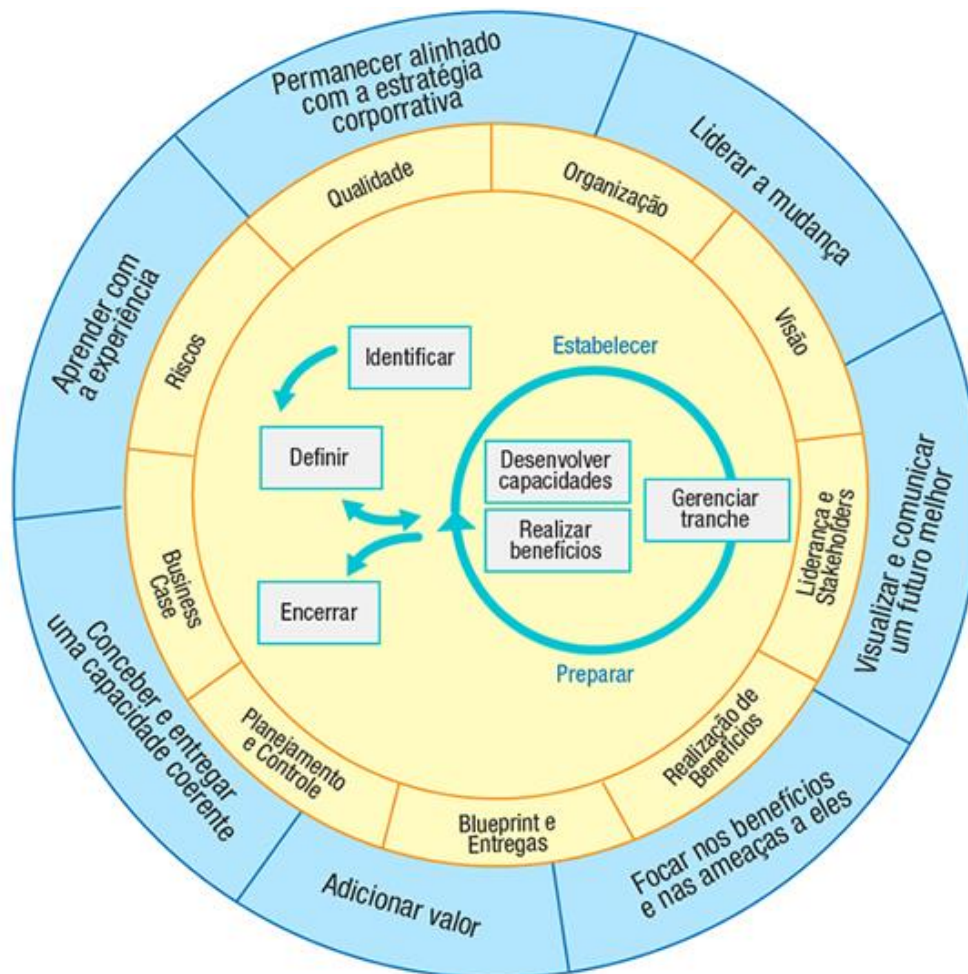 Permanecer alinhado
com a estratégia
corporrativa
Liderar a mudança
Visualizar e comunicar
um futuro melhor
Focar nos benefícios
e nas ameaças a eles
Adicionar valor
Conceber e entregar
uma capacidade coerente
Aprender com
a experiência
Qualidade
Organização
Visão
Liderança e
Stakeholders
Realização de
Benefícios
Blueprint e
Entregas
Planejamento
e Controle
Business
Case
Riscos
Identificar
Definir
Encerrar
Estabelecer
Desenvolver
capacidades
Realizar
benefícios
Gerenciar
tranche
Preparar